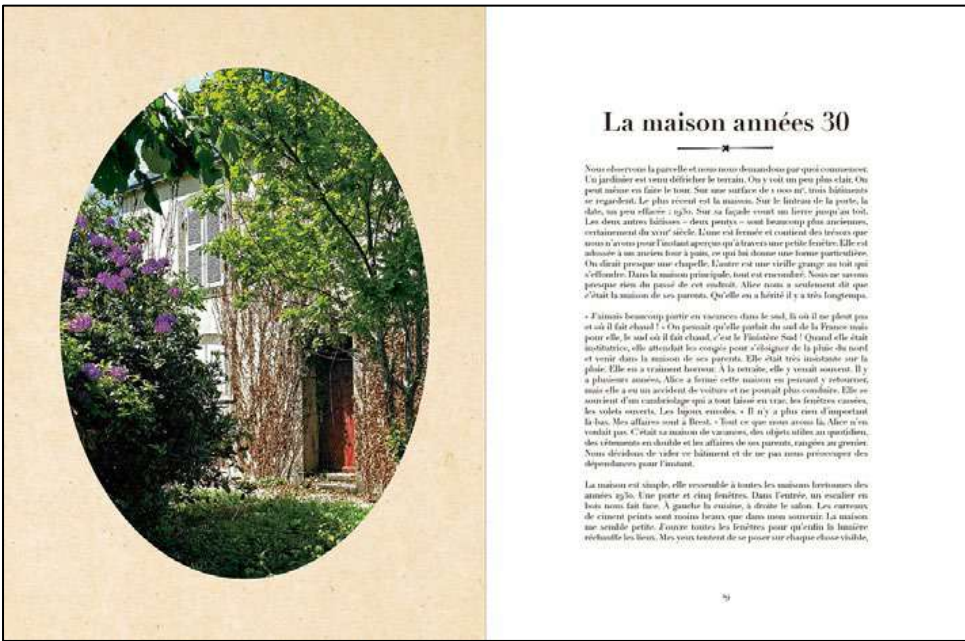 La maison années 30
Nous observons la parcelle et nous nous demandons par quoi commencer.
Un jardinier est venu défricher le terrain. On y voit un peu plus clair. On
peut même en faire le tour. Sur une surface de 1 000 m², trois bâtiments
se regardent. Le plus récent est la maison. Sur le linteau de la porte, la
date, un peu effacée : 1930. Sur sa façade court un lierre jusqu'au toit.
Les deux autres bâtisses – deux pentys – sont beaucoup plus anciennes,
certainement du XVIIIe siècle. L'une est fermée et contient des trésors que
nous n'avons pour l'instant aperçus qu'à travers une petite fenêtre. Elle est
adossée à un ancien four à pain, ce qui lui donne une forme particulière.
On dirait presque une chapelle. L'autre est une vieille grange au toit qui
s'effondre. Dans la maison principale, tout est encombré. Nous ne savons
presque rien du passé de cet endroit. Alice nous a seulement dit que
c'était la maison de ses parents. Qu'elle en a hérité il y a très longtemps.
« J'aimais beaucoup partir en vacances dans le sud, là où il ne pleut pas
et où il fait chaud ! » On pensait qu'elle parlait du sud de la France mais
pour elle, le sud où il fait chaud, c'est le Finistère Sud ! Quand elle était
institutrice, elle attendait les congés pour s'éloigner de la pluie du nord
et venir dans la maison de ses parents. Elle était très insistante sur la
pluie. Elle en a vraiment horreur. À la retraite, elle y venait souvent. Il y
a plusieurs années, Alice a fermé cette maison en pensant y retourner,
mais elle a eu un accident de voiture et ne pouvait plus conduire. Elle se
souvient d'un cambriolage qui a tout laissé en vrac, les fenêtres cassées,
les volets ouverts. Les bijoux envolés. « Il n'y a plus rien d'important
là-bas. Mes affaires sont à Brest. » Tout ce que nous avons là, Alice n'en
voulait pas. C'était sa maison de vacances, des objets utiles au quotidien,
des vêtements en double et les affaires de ses parents, rangées au grenier.
Nous décidons de vider ce bâtiment et de ne pas nous préoccuper des
dépendances pour l'instant.
La maison est simple, elle ressemble à toutes les maisons bretonnes des
années 1930. Une porte et cinq fenêtres. Dans l'entrée, un escalier en
bois nous fait face. À gauche la cuisine, à droite le salon. Les carreaux
de ciment peints sont moins beaux que dans mon souvenir. La maison
me semble petite. J'ouvre toutes les fenêtres pour qu'enfin la lumière
réchauffe les lieux. Mes yeux tentent de se poser sur chaque chose visible,